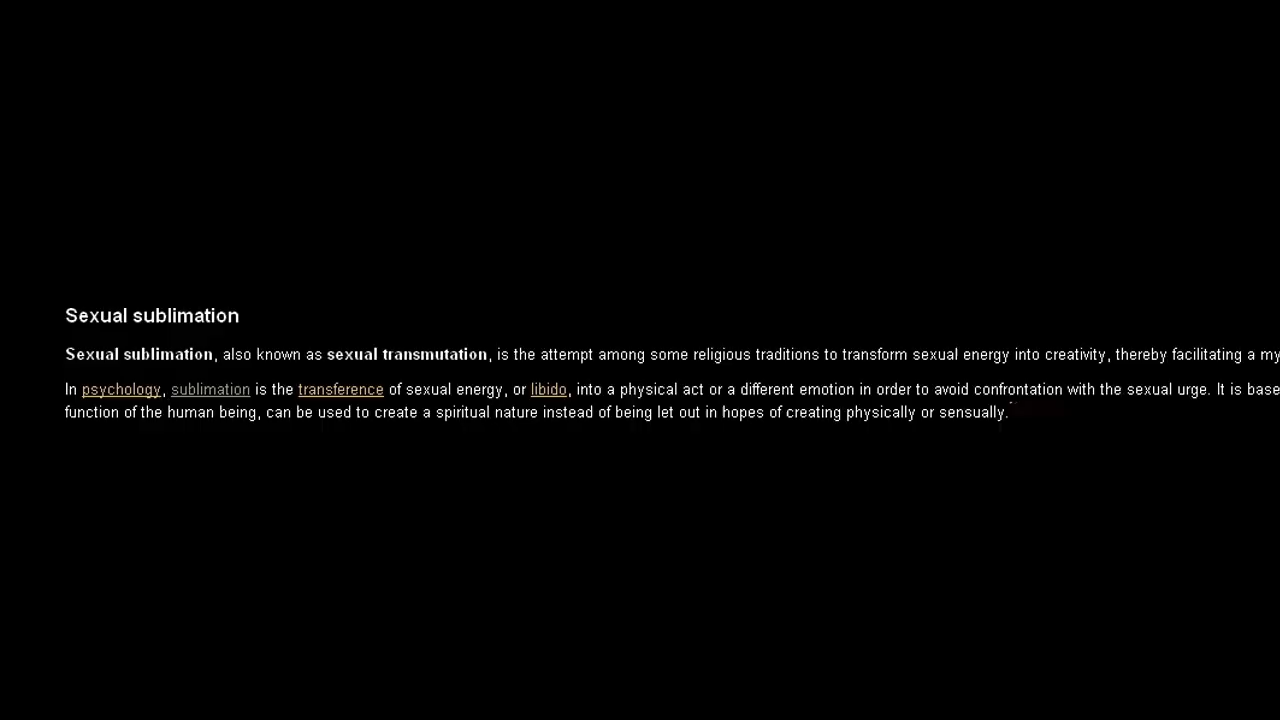 Sexual sublimation
Sexual sublimation, also known as sexual transmutation, is the attempt among some religious traditions to transform sexual energy into creativity, thereby facilitating a my
In psychology, sublimation is the transference of sexual energy, or libido, into a physical act or a different emotion in order to avoid confrontation with the sexual urge. It is base
function of the human being, can be used to create a spiritual nature instead of being let out in hopes of creating physically or sensually.